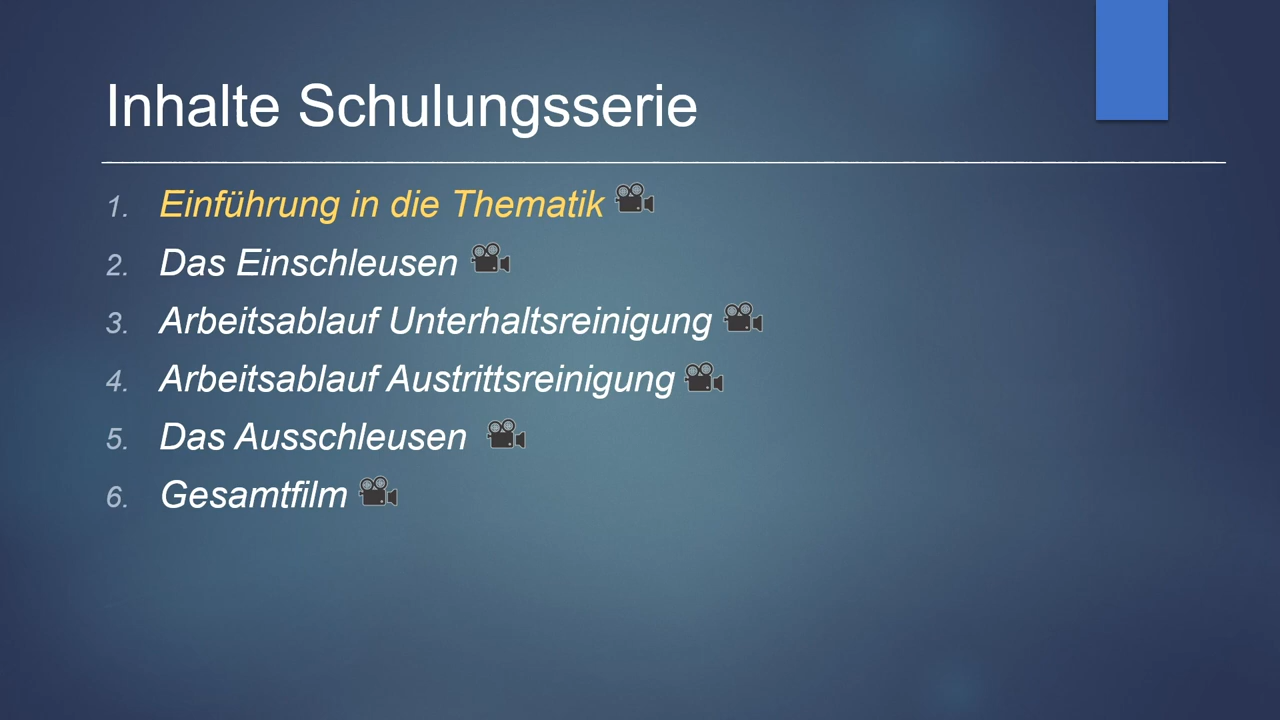 Inhalte Schulungsserie
1. Einführung in die Thematik
2. Das Einschleusen
3. Arbeitsablauf Unterhaltsreinigung
4. Arbeitsablauf Austrittsreinigung
5. Das Ausschleusen
6. Gesamtfilm